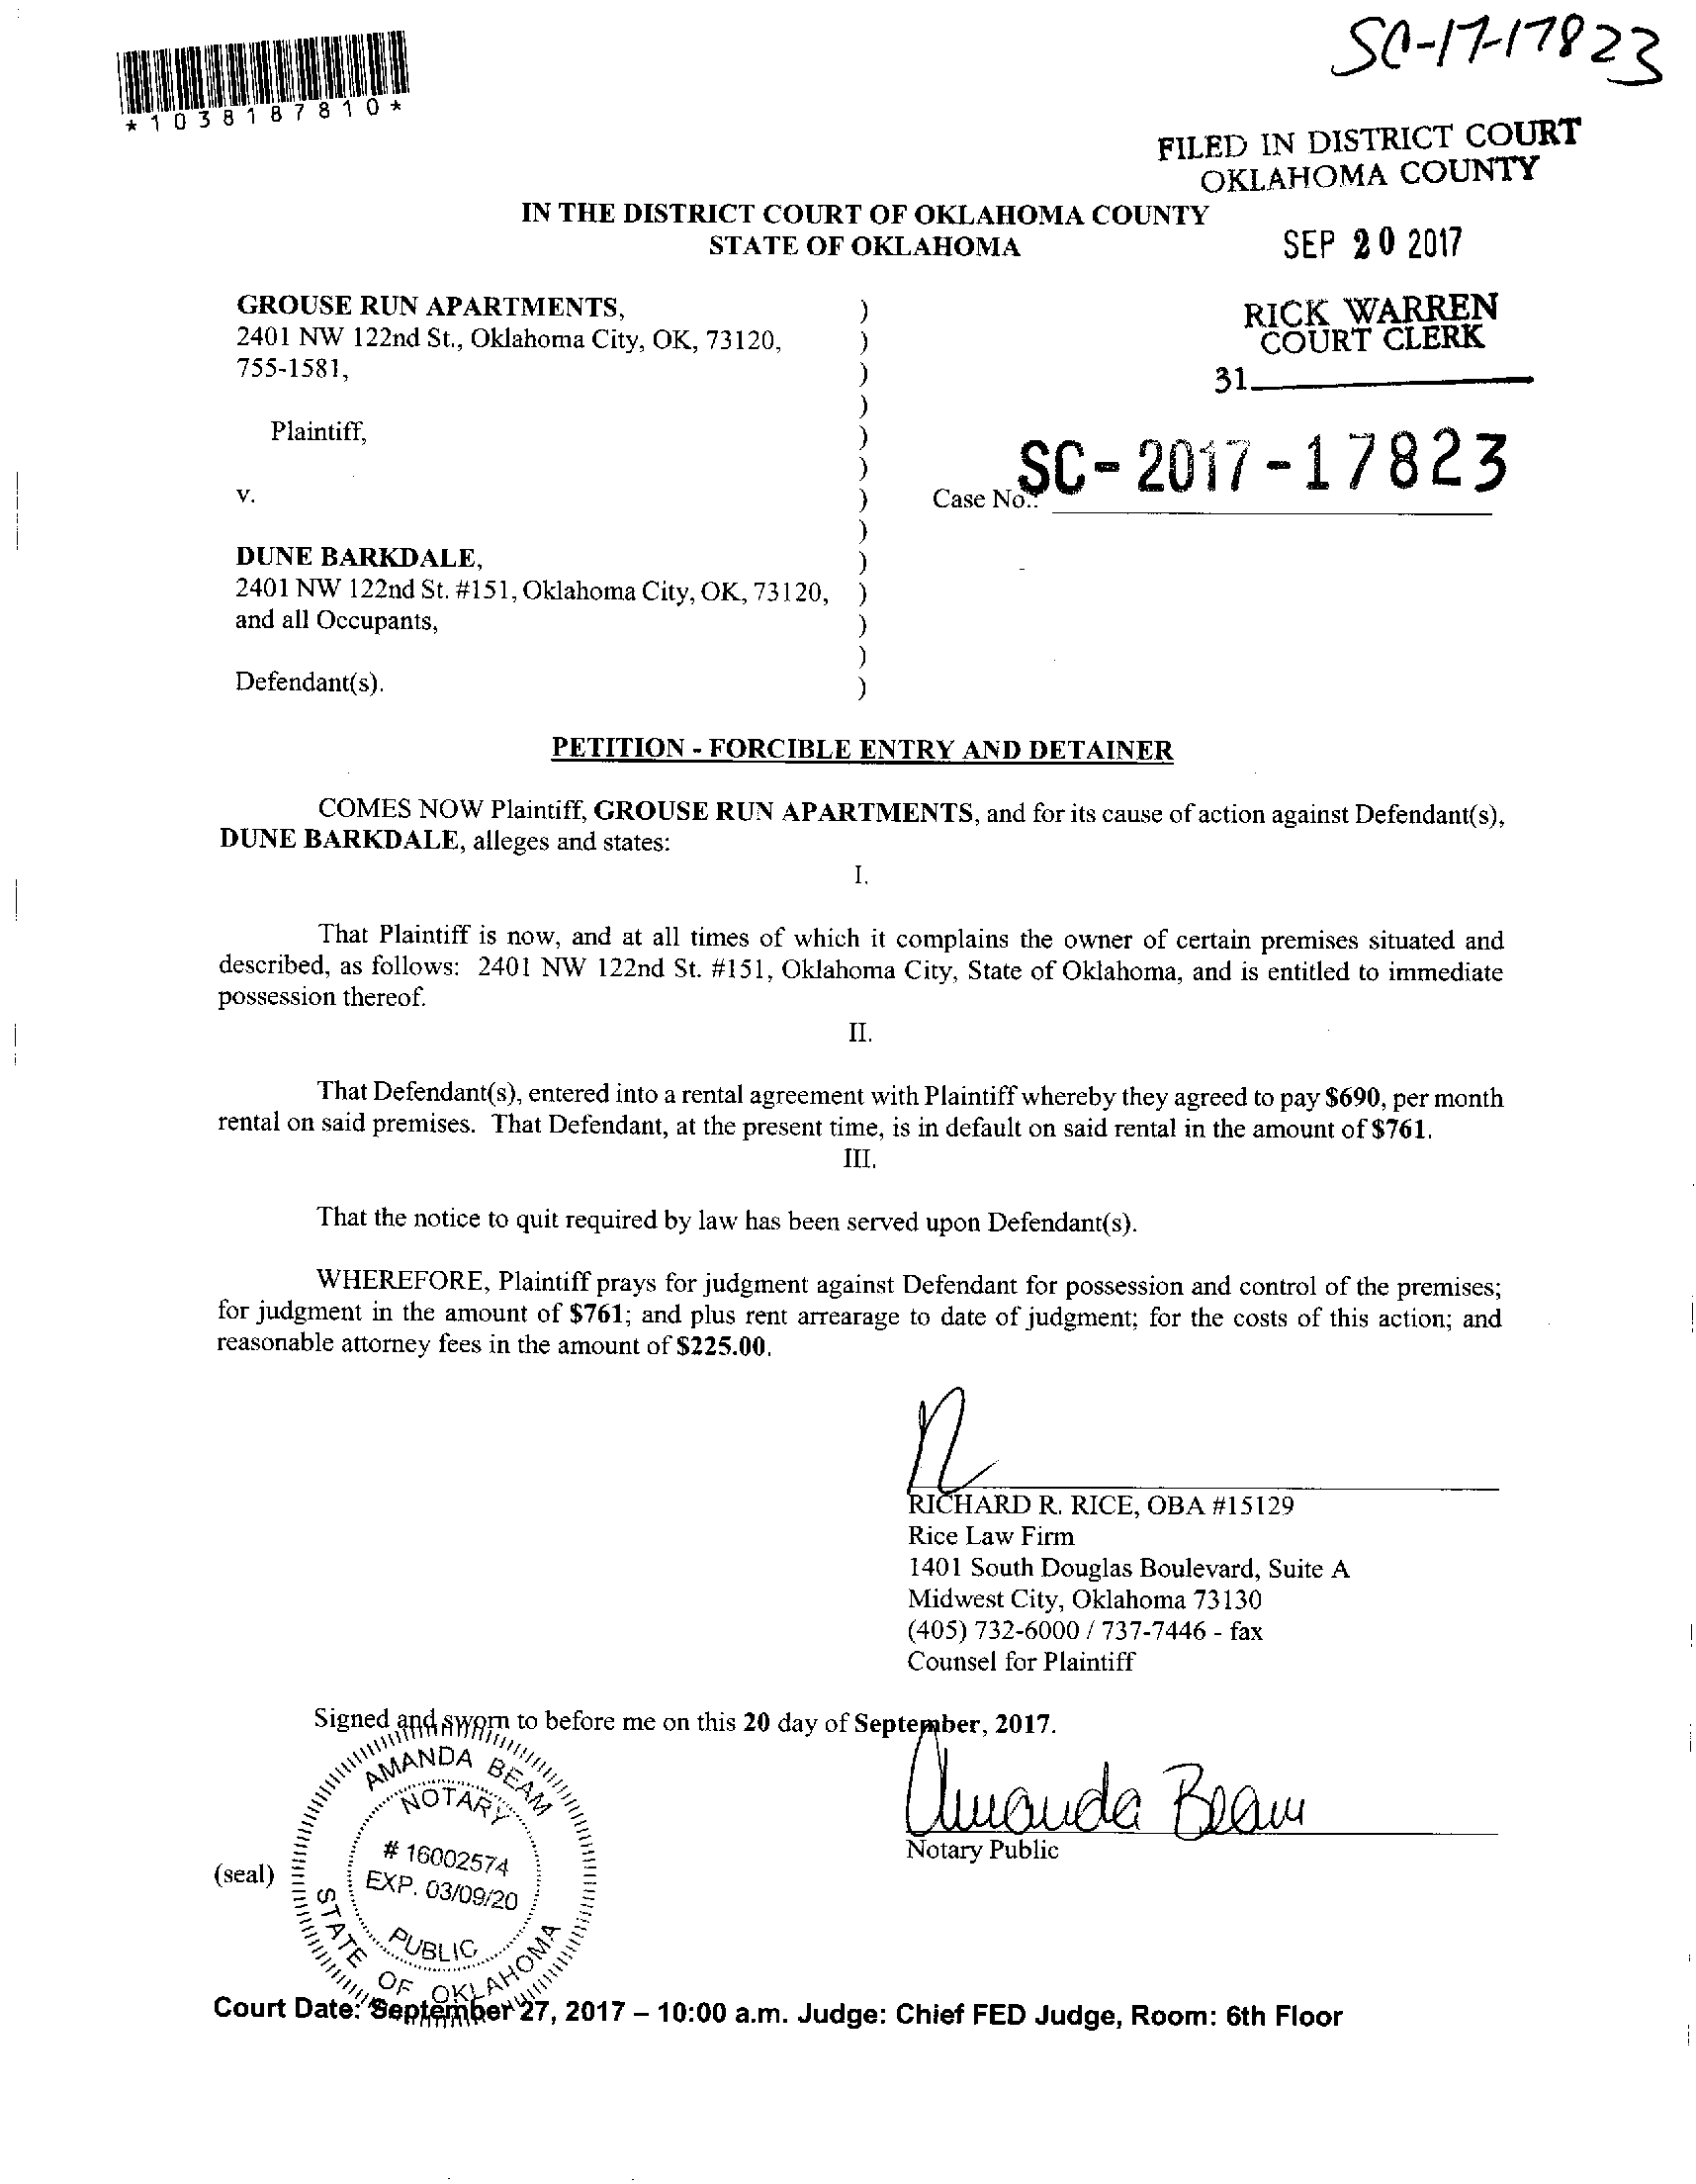 SC-17-17823
*1038187810*
FILED IN DISTRICT COURT
OKLAHOMA COUNTY
IN THE DISTRICT COURT OF OKLAHOMA COUNTY
STATE OF OKLAHOMA
SEP 20 2017
GROUSE RUN APARTMENTS, )
2401 NW 122nd St., Oklahoma City, OK, 73120, )
755-1581, )
)
Plaintiff, )
)
v. )
)
DUNE BARKDALE, )
2401 NW 122nd St. #151, Oklahoma City, OK, 73120, )
and all Occupants, )
)
Defendant(s). )
RICK WARREN
COURT CLERK
31
Case No.: SC-2017-17823
PETITION - FORCIBLE ENTRY AND DETAINER
COMES NOW Plaintiff, GROUSE RUN APARTMENTS, and for its cause of action against Defendant(s),
DUNE BARKDALE, alleges and states:
I.
That Plaintiff is now, and at all times of which it complains the owner of certain premises situated and
described, as follows: 2401 NW 122nd St. #151, Oklahoma City, State of Oklahoma, and is entitled to immediate
possession thereof.
II.
That Defendant(s), entered into a rental agreement with Plaintiff whereby they agreed to pay $690, per month
rental on said premises. That Defendant, at the present time, is in default on said rental in the amount of $761.
III.
That the notice to quit required by law has been served upon Defendant(s).
WHEREFORE, Plaintiff prays for judgment against Defendant for possession and control of the premises;
for judgment in the amount of $761; and plus rent arrearage to date of judgment; for the costs of this action; and
reasonable attorney fees in the amount of $225.00.
RICHARD R. RICE, OBA #15129
Rice Law Firm
1401 South Douglas Boulevard, Suite A
Midwest City, Oklahoma 73130
(405) 732-6000 / 737-7446 - fax
Counsel for Plaintiff
Signed and sworn to before me on this 20 day of September, 2017.
Amanda Beam
Notary Public
(seal)
AMANDA BEAM
NOTARY
# 16002574
EXP. 03/09/20
PUBLIC
STATE OF OKLAHOMA
Court Date: September 27, 2017 – 10:00 a.m. Judge: Chief FED Judge, Room: 6th Floor